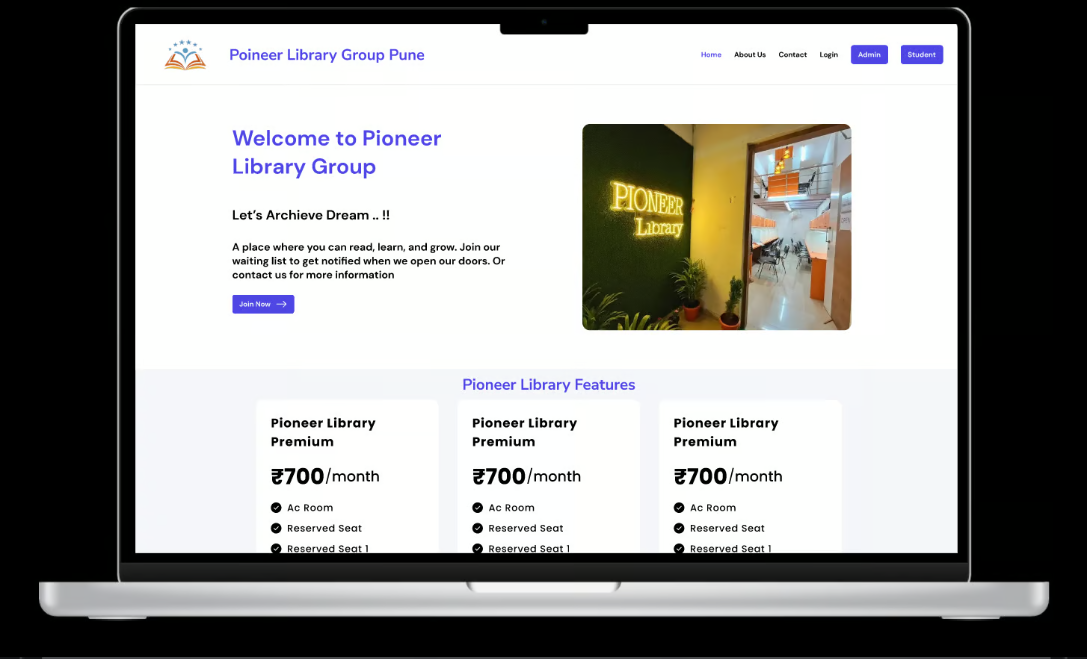 Poineer Library Group Pune
Home About Us Contact Login Admin Student
Welcome to Pioneer
Library Group
Let's Archieve Dream .. !!
A place where you can read, learn, and grow. Join our
waiting list to get notified when we open our doors. Or
contact us for more information
Join Now
PIONEER
Library
Pioneer Library Features
Pioneer Library
Premium
₹700/month
Ac Room
Reserved Seat
Reserved Seat 1
Pioneer Library
Premium
₹700/month
Ac Room
Reserved Seat
Reserved Seat 1
Pioneer Library
Premium
₹700/month
Ac Room
Reserved Seat
Reserved Seat 1